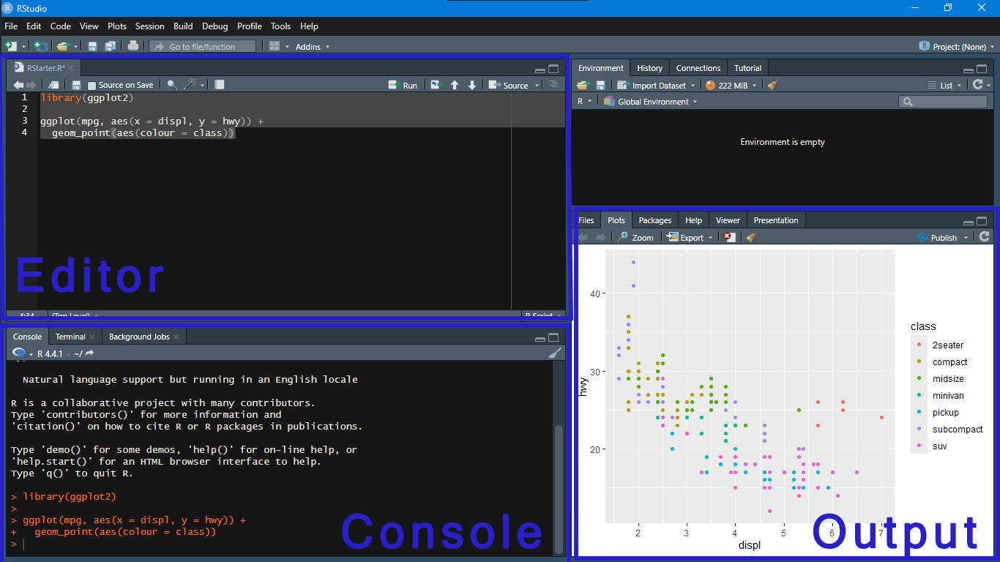 RStudio
File Edit Code View Plots Session Build Debug Profile Tools Help
Go to file/function Addins Project: (None)
RStarter.R*
Source on Save Run Source
1 library(ggplot2)
2
3 ggplot(mpg, aes(x = displ, y = hwy)) +
4 geom_point(aes(colour = class))
Editor
4:34 (Top Level) R Script
Console Terminal Background Jobs
R 4.4.1 · ~/
Natural language support but running in an English locale
R is a collaborative project with many contributors.
Type 'contributors()' for more information and
'citation()' on how to cite R or R packages in publications.
Type 'demo()' for some demos, 'help()' for on-line help, or
'help.start()' for an HTML browser interface to help.
Type 'q()' to quit R.
> library(ggplot2)
>
> ggplot(mpg, aes(x = displ, y = hwy)) +
+ geom_point(aes(colour = class))
>
Console
Environment History Connections Tutorial
Import Dataset 222 MiB List
R Global Environment
Environment is empty
Files Plots Packages Help Viewer Presentation
Zoom Export Publish
40
30
20
hwy
2 3 4 5 6 7
displ
class
2seater
compact
midsize
minivan
pickup
subcompact
suv
Output